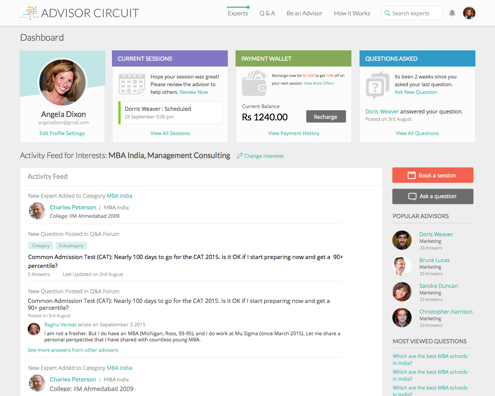 ADVISOR CIRCUIT
Experts
Q & A
Be an Advisor
How it Works
Search experts
Dashboard
Angela Dixon
angeladixon@gmail.com
Edit Profile Settings
CURRENT SESSIONS
Hope your session was great!
Please review the advisor to
help others. Review Now
Dorris Weaver : Scheduled
23 September 5:00 pm
View All Sessions
PAYMENT WALLET
Recharge now for RS 500 to get 10% off on
your next session. View More Offers
Current Balance
Rs 1240.00
Recharge
View Payment History
QUESTIONS ASKED
Its been 2 weeks since you
asked your last question.
Ask New Question
Doris Weaver answered your question.
Posted on 3rd August
View All Questions
Activity Feed for Interests: MBA India, Management Consulting
Change Interests
Activity Feed
New Expert Added to Category MBA India
Charles Peterson | MBA India
College: IIM Ahmedabad 2009
New Question Posted in Q&A Forum
Category
Subcategory
Common Admission Test (CAT): Nearly 100 days to go for the CAT 2015. Is it OK if I start preparing now and get a 90+
percentile?
5 Answers
Last Updated on 3rd August
New Question Posted in Q&A Forum
Common Admission Test (CAT): Nearly 100 days to go for the CAT 2015. Is it OK if I start preparing now and get a
90+ percentile?
Posted on 3rd August
Raghu Venkat wrote on September 3 2015
I am not a fresher. But I do have an MBA (Michigan, Ross, 93-95), and I do work at Mu Sigma (since March 2015). Let me share a
personal perspective that I have shared with countless young MBA.
See more answers from other advisors
New Expert Added to Category MBA India
Charles Peterson | MBA India
College: IIM Ahmedabad 2009
Book a session
Ask a question
POPULAR ADVISORS
Doris Weaver
Marketing
23 Answers
Bruce Lucas
Marketing
23 Answers
Sandra Duncan
Marketing
23 Answers
Christopher Harrison
Marketing
23 Answers
MOST VIEWED QUESTIONS
Which are the best MBA schools
in India?
Which are the best MBA schools
in India?
Which are the best MBA schools
in India?